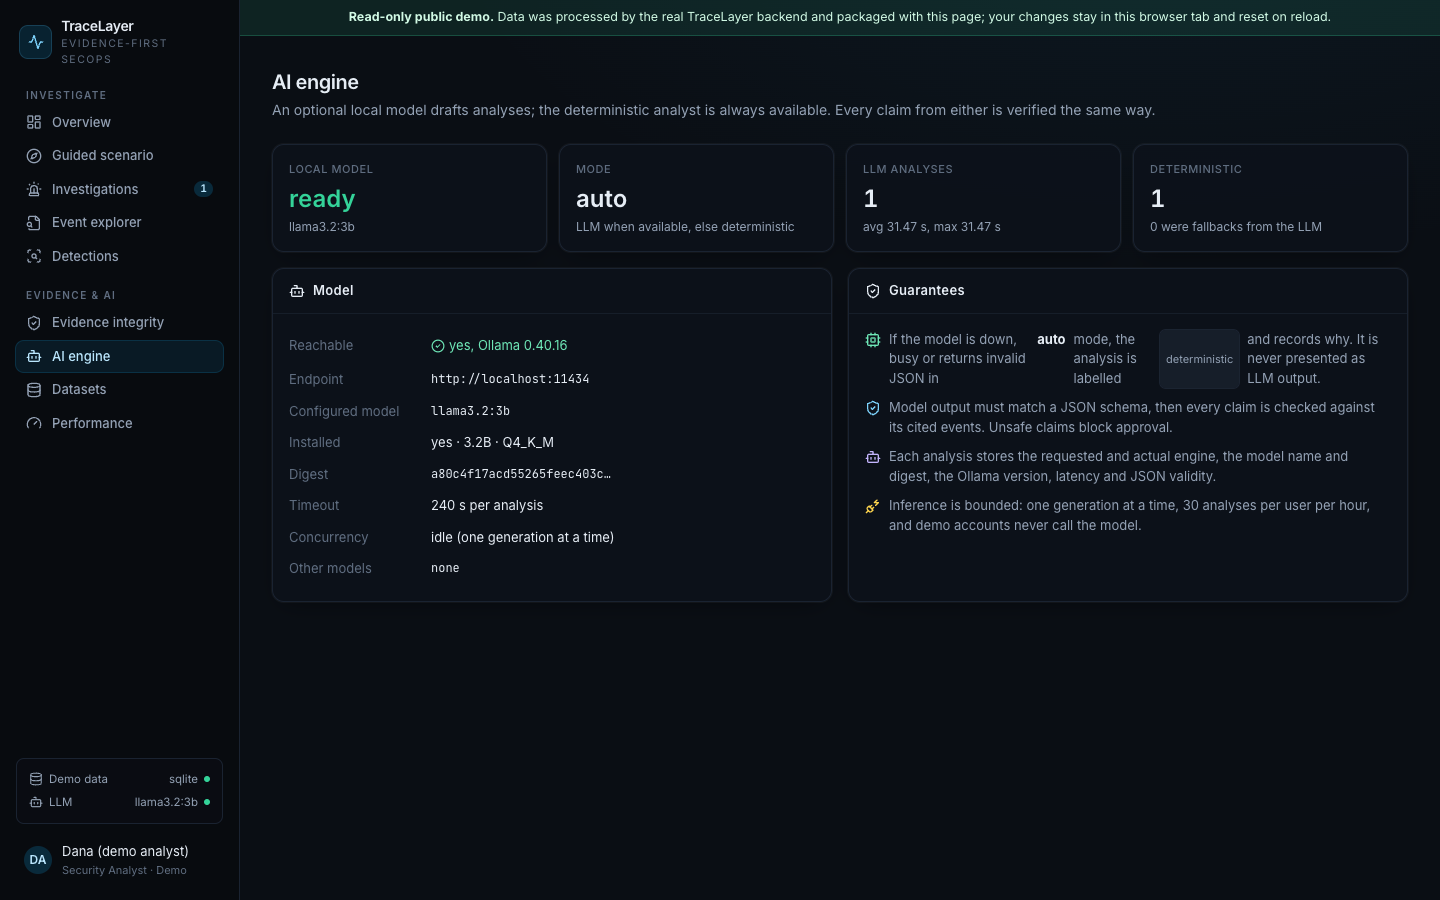 TraceLayer
EVIDENCE-FIRST
SECOPS
INVESTIGATE
Overview
Guided scenario
Investigations 1
Event explorer
Detections
EVIDENCE & AI
Evidence integrity
AI engine
Datasets
Performance
Demo data sqlite
LLM llama3.2:3b
DA
Dana (demo analyst)
Security Analyst · Demo
Read-only public demo. Data was processed by the real TraceLayer backend and packaged with this page; your changes stay in this browser tab and reset on reload.
AI engine
An optional local model drafts analyses; the deterministic analyst is always available. Every claim from either is verified the same way.
LOCAL MODEL
ready
llama3.2:3b
MODE
auto
LLM when available, else deterministic
LLM ANALYSES
1
avg 31.47 s, max 31.47 s
DETERMINISTIC
1
0 were fallbacks from the LLM
Model
Reachable yes, Ollama 0.40.16
Endpoint http://localhost:11434
Configured model llama3.2:3b
Installed yes · 3.2B · Q4_K_M
Digest a80c4f17acd55265feec403c…
Timeout 240 s per analysis
Concurrency idle (one generation at a time)
Other models none
Guarantees
If the model is down,
busy or returns invalid
JSON in
auto
mode, the
analysis is
labelled
deterministic
and records why. It is
never presented as
LLM output.
Model output must match a JSON schema, then every claim is checked against
its cited events. Unsafe claims block approval.
Each analysis stores the requested and actual engine, the model name and
digest, the Ollama version, latency and JSON validity.
Inference is bounded: one generation at a time, 30 analyses per user per hour,
and demo accounts never call the model.